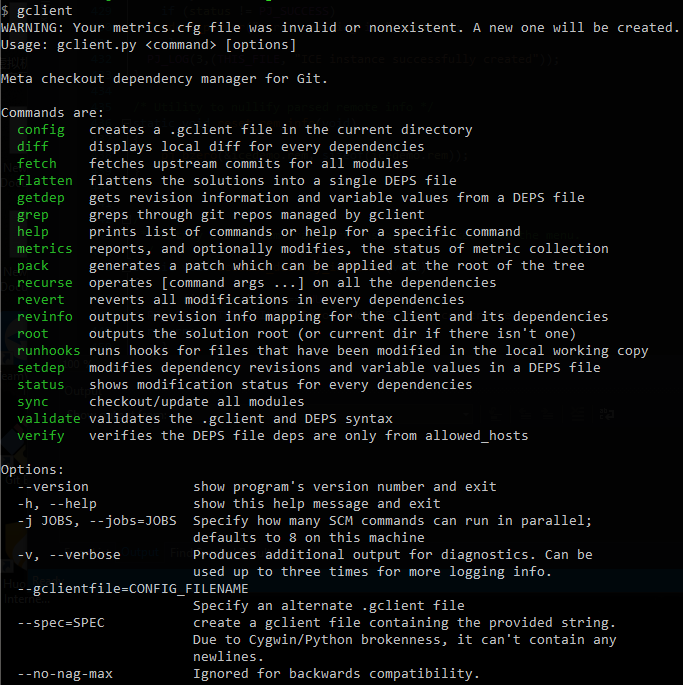 $ gclient
WARNING: Your metrics.cfg file was invalid or nonexistent. A new one will be created.
Usage: gclient.py <command> [options]
Meta checkout dependency manager for Git.
Commands are:
config creates a .gclient file in the current directory
diff displays local diff for every dependencies
fetch fetches upstream commits for all modules
flatten flattens the solutions into a single DEPS file
getdep gets revision information and variable values from a DEPS file
grep greps through git repos managed by gclient
help prints list of commands or help for a specific command
metrics reports, and optionally modifies, the status of metric collection
pack generates a patch which can be applied at the root of the tree
recurse operates [command args ...] on all the dependencies
revert reverts all modifications in every dependencies
revinfo outputs revision info mapping for the client and its dependencies
root outputs the solution root (or current dir if there isn't one)
runhooks runs hooks for files that have been modified in the local working copy
setdep modifies dependency revisions and variable values in a DEPS file
status shows modification status for every dependencies
sync checkout/update all modules
validate validates the .gclient and DEPS syntax
verify verifies the DEPS file deps are only from allowed_hosts
Options:
--version show program's version number and exit
-h, --help show this help message and exit
-j JOBS, --jobs=JOBS Specify how many SCM commands can run in parallel;
defaults to 8 on this machine
-v, --verbose Produces additional output for diagnostics. Can be
used up to three times for more logging info.
--gclientfile=CONFIG_FILENAME
Specify an alternate .gclient file
--spec=SPEC create a gclient file containing the provided string.
Due to Cygwin/Python brokenness, it can't contain any
newlines.
--no-nag-max Ignored for backwards compatibility.